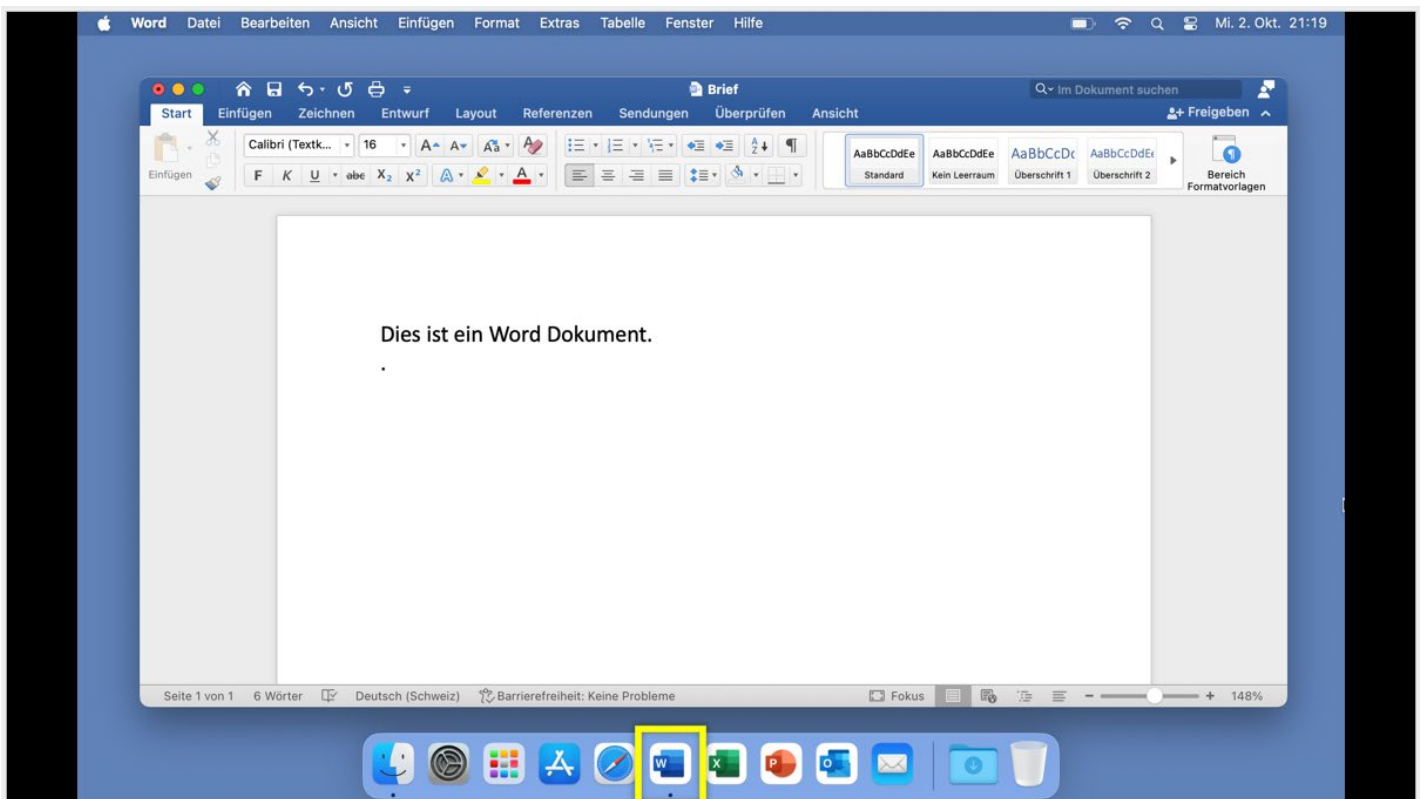 Word Datei Bearbeiten Ansicht Einfügen Format Extras Tabelle Fenster Hilfe Mi. 2. Okt. 21:19
Brief
Im Dokument suchen
Start Einfügen Zeichnen Entwurf Layout Referenzen Sendungen Überprüfen Ansicht Freigeben
Einfügen
Calibri (Textk... 16 A A Aa A
F K U abc X₂ X² A A
A Z ¶
AaBbCcDdEe AaBbCcDdEe AaBbCcDc AaBbCcDdEe
Standard Kein Leerraum Überschrift 1 Überschrift 2
Bereich
Formatvorlagen
Dies ist ein Word Dokument.
.
Seite 1 von 1 6 Wörter Deutsch (Schweiz) Barrierefreiheit: Keine Probleme Fokus - + 148%
W X P O